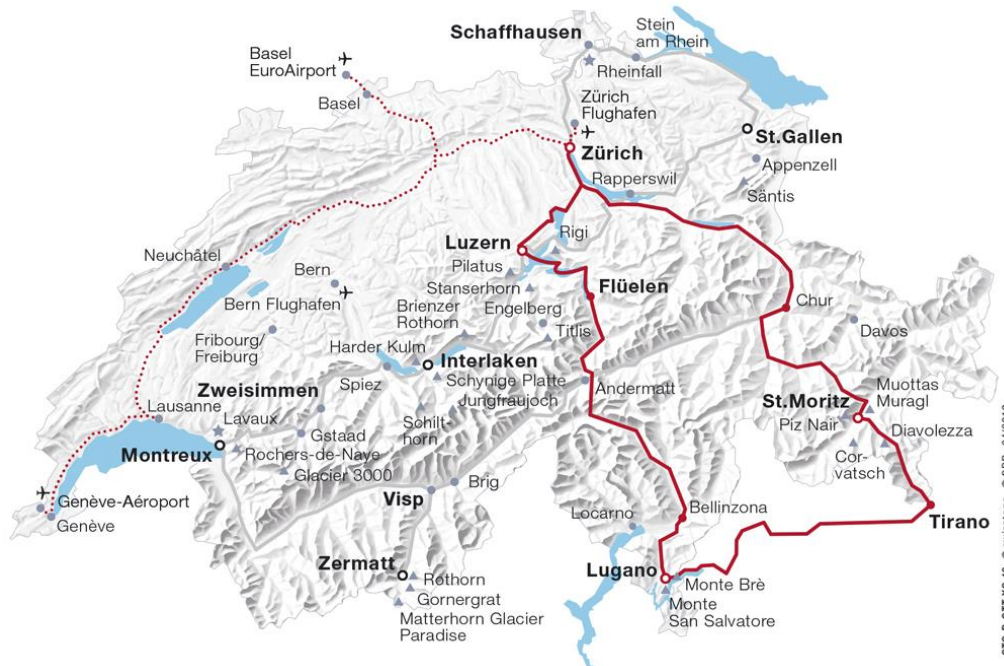 Schaffhausen
Stein
am Rhein
Basel
EuroAirport
Rheinfall
Basel
Zürich
Flughafen
St.Gallen
Zürich
Appenzell
Rapperswil
Säntis
Luzern
Rigi
Neuchâtel
Pilatus
Bern
Stanserhorn
Flüelen
Bern Flughafen
Brienzer
Rothorn
Engelberg
Chur
Fribourg/
Freiburg
Titlis
Davos
Harder Kulm
Interlaken
Zweisimmen
Spiez
Schynige Platte
Andermatt
Muottas
Muragl
Jungfraujoch
St.Moritz
Lausanne
Lavaux
Schilt-
horn
Piz Nair
Diavolezza
Gstaad
Montreux
Rochers-de-Naye
Cor-
vatsch
Glacier 3000
Genève-Aéroport
Visp
Brig
Bellinzona
Genève
Locarno
Tirano
Zermatt
Lugano
Rothorn
Monte Brè
Gornergrat
Monte
San Salvatore
Matterhorn Glacier
Paradise